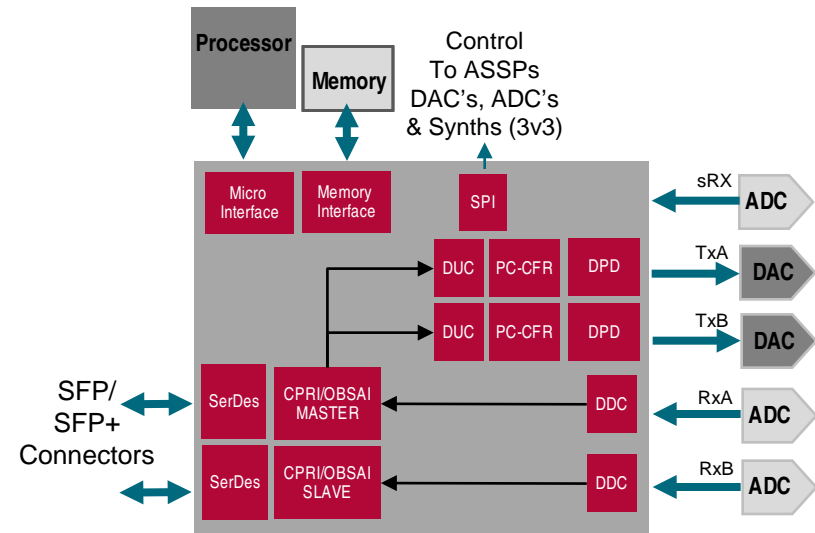 Processor
Memory
Control
To ASSPs
DAC's, ADC's
& Synths (3v3)
Micro
Interface
Memory
Interface
SPI
sRX
ADC
DUC
PC-CFR
DPD
TxA
DAC
DUC
PC-CFR
DPD
TxB
DAC
SFP/
SFP+
Connectors
SerDes
CPRI/OBSAI
MASTER
DDC
RxA
ADC
SerDes
CPRI/OBSAI
SLAVE
DDC
RxB
ADC